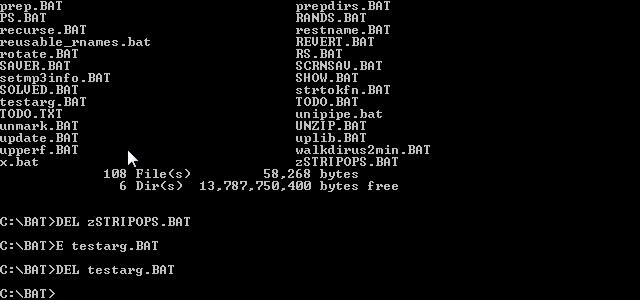 prep.BAT prepdirs.BAT
PS.BAT RANDS.BAT
recurse.BAT restname.BAT
reusable_rnames.bat REVERT.BAT
rotate.BAT RS.BAT
SAVER.BAT SCRNSAV.BAT
setmp3info.BAT SHOW.BAT
SOLVED.BAT strtokfn.BAT
testarg.BAT TODO.BAT
TODO.TXT unipipe.bat
unmark.BAT UNZIP.BAT
update.BAT uplib.BAT
upperf.BAT walkdirus2min.BAT
x.bat zSTRIPOPS.BAT
108 File(s) 58,268 bytes
6 Dir(s) 13,787,750,400 bytes free
C:\BAT>DEL zSTRIPOPS.BAT
C:\BAT>E testarg.BAT
C:\BAT>DEL testarg.BAT
C:\BAT>